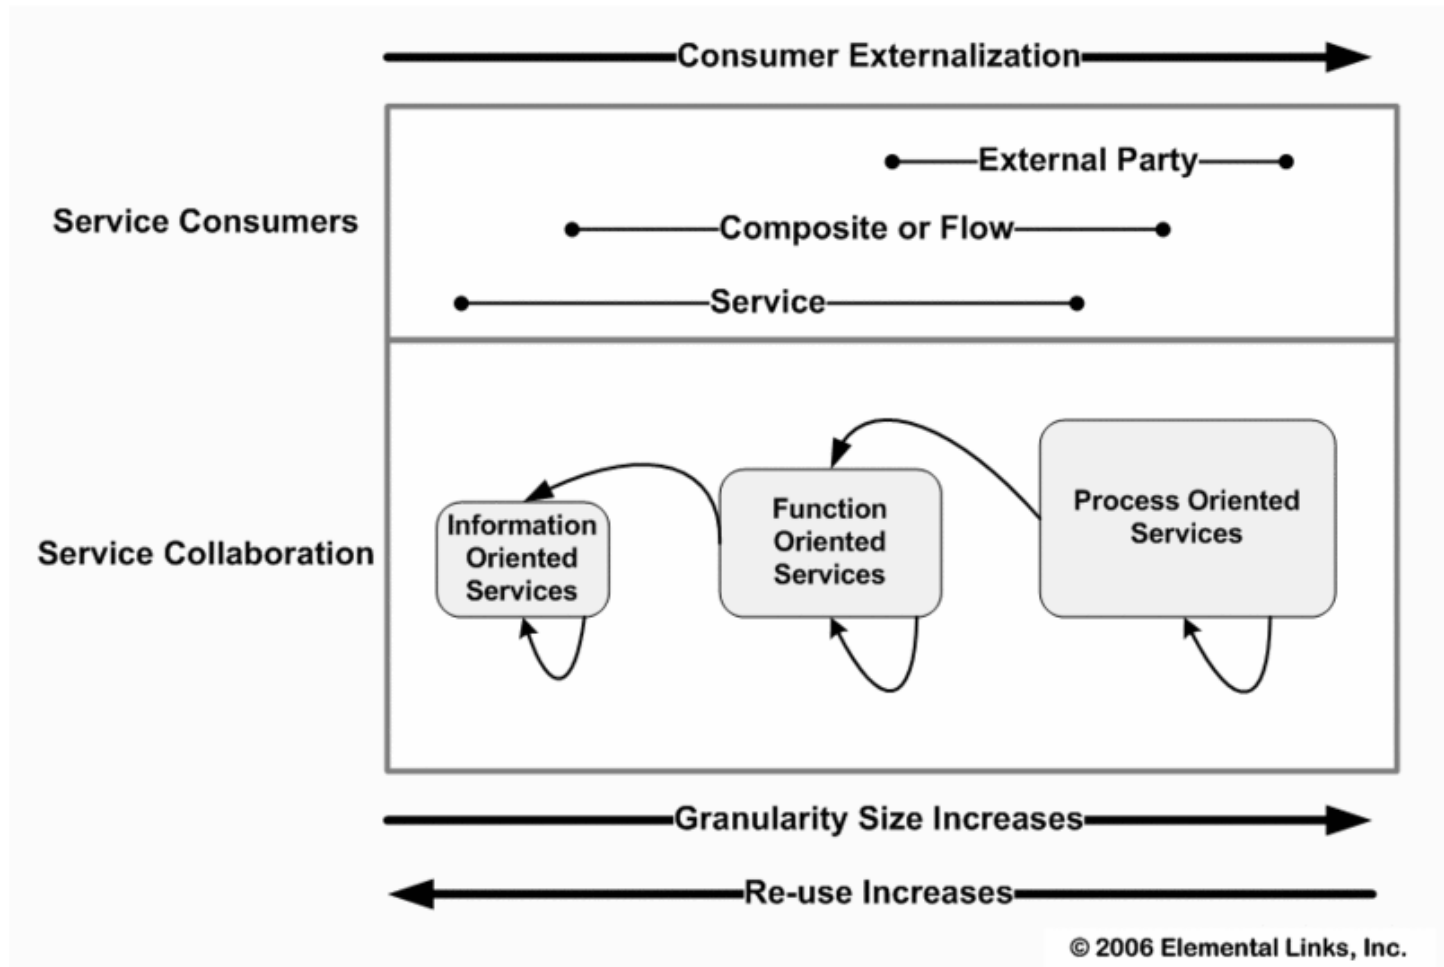 Consumer Externalization
External Party
Service Consumers
Composite or Flow
Service
Service Collaboration
Information
Oriented
Services
Function
Oriented
Services
Process Oriented
Services
Granularity Size Increases
Re-use Increases
© 2006 Elemental Links, Inc.